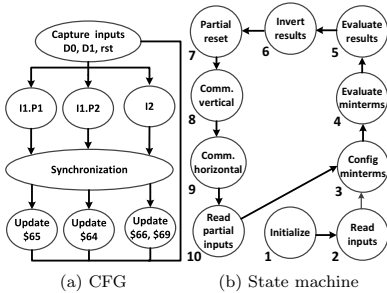 Capture inputs
D0, D1, rst
I1.P1
I1.P2
I2
Synchronization
Update
$65
Update
$64
Update
$66, $69
(a) CFG
Partial
reset
7
Invert
results
6
Evaluate
results
5
Comm.
vertical
8
Evaluate
minterms
4
Comm.
horizontal
9
Config
minterms
3
Read
partial
inputs
10
Initialize
1
Read
inputs
2
(b) State machine